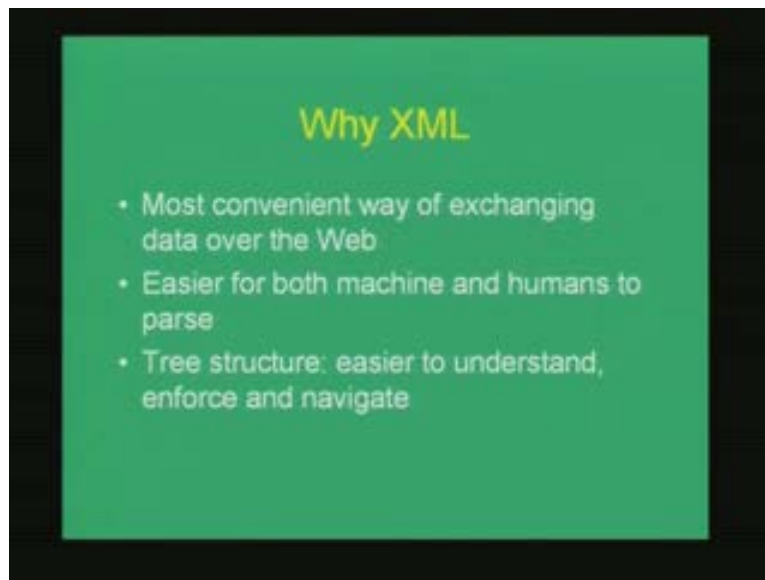 Why XML
• Most convenient way of exchanging
data over the Web
• Easier for both machine and humans to
parse
• Tree structure: easier to understand,
enforce and navigate